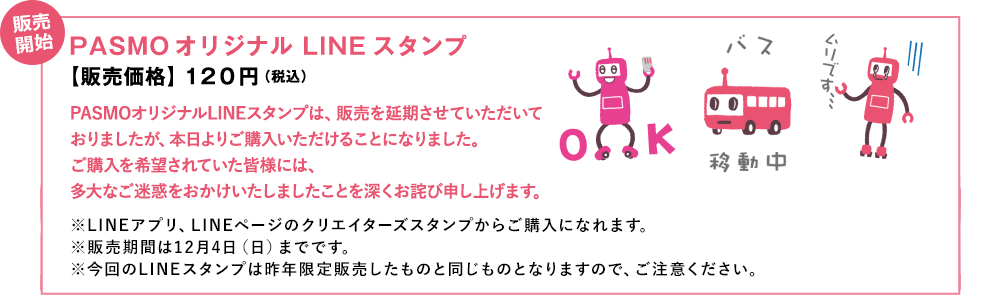 販売
開始
PASMOオリジナル LINEスタンプ
【販売価格】120円（税込）
PASMOオリジナルLINEスタンプは、販売を延期させていただいて
おりましたが、本日よりご購入いただけることになりました。
ご購入を希望されていた皆様には、
多大なご迷惑をおかけいたしましたことを深くお詫び申し上げます。
※LINEアプリ、LINEページのクリエイターズスタンプからご購入になれます。
※販売期間は12月4日（日）までです。
※今回のLINEスタンプは昨年限定販売したものと同じものとなりますので、ご注意ください。
OK
バス
移動中
ムリです…